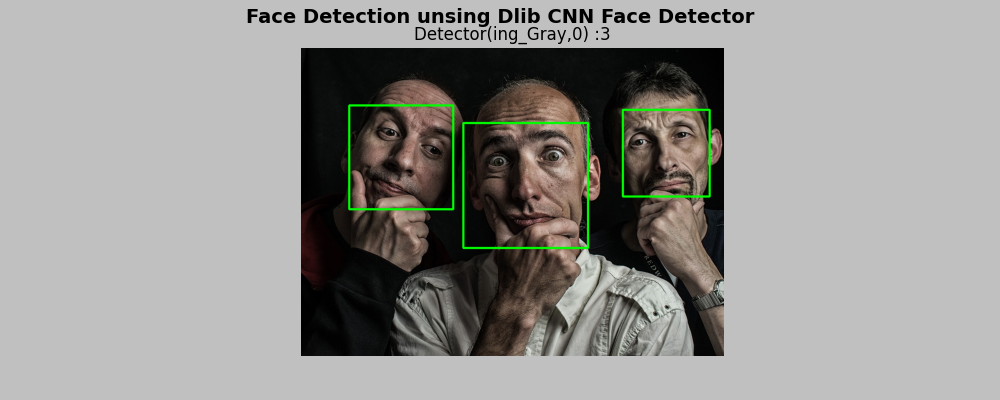 Face Detection unsing Dlib CNN Face Detector
Detector(ing_Gray,0) :3